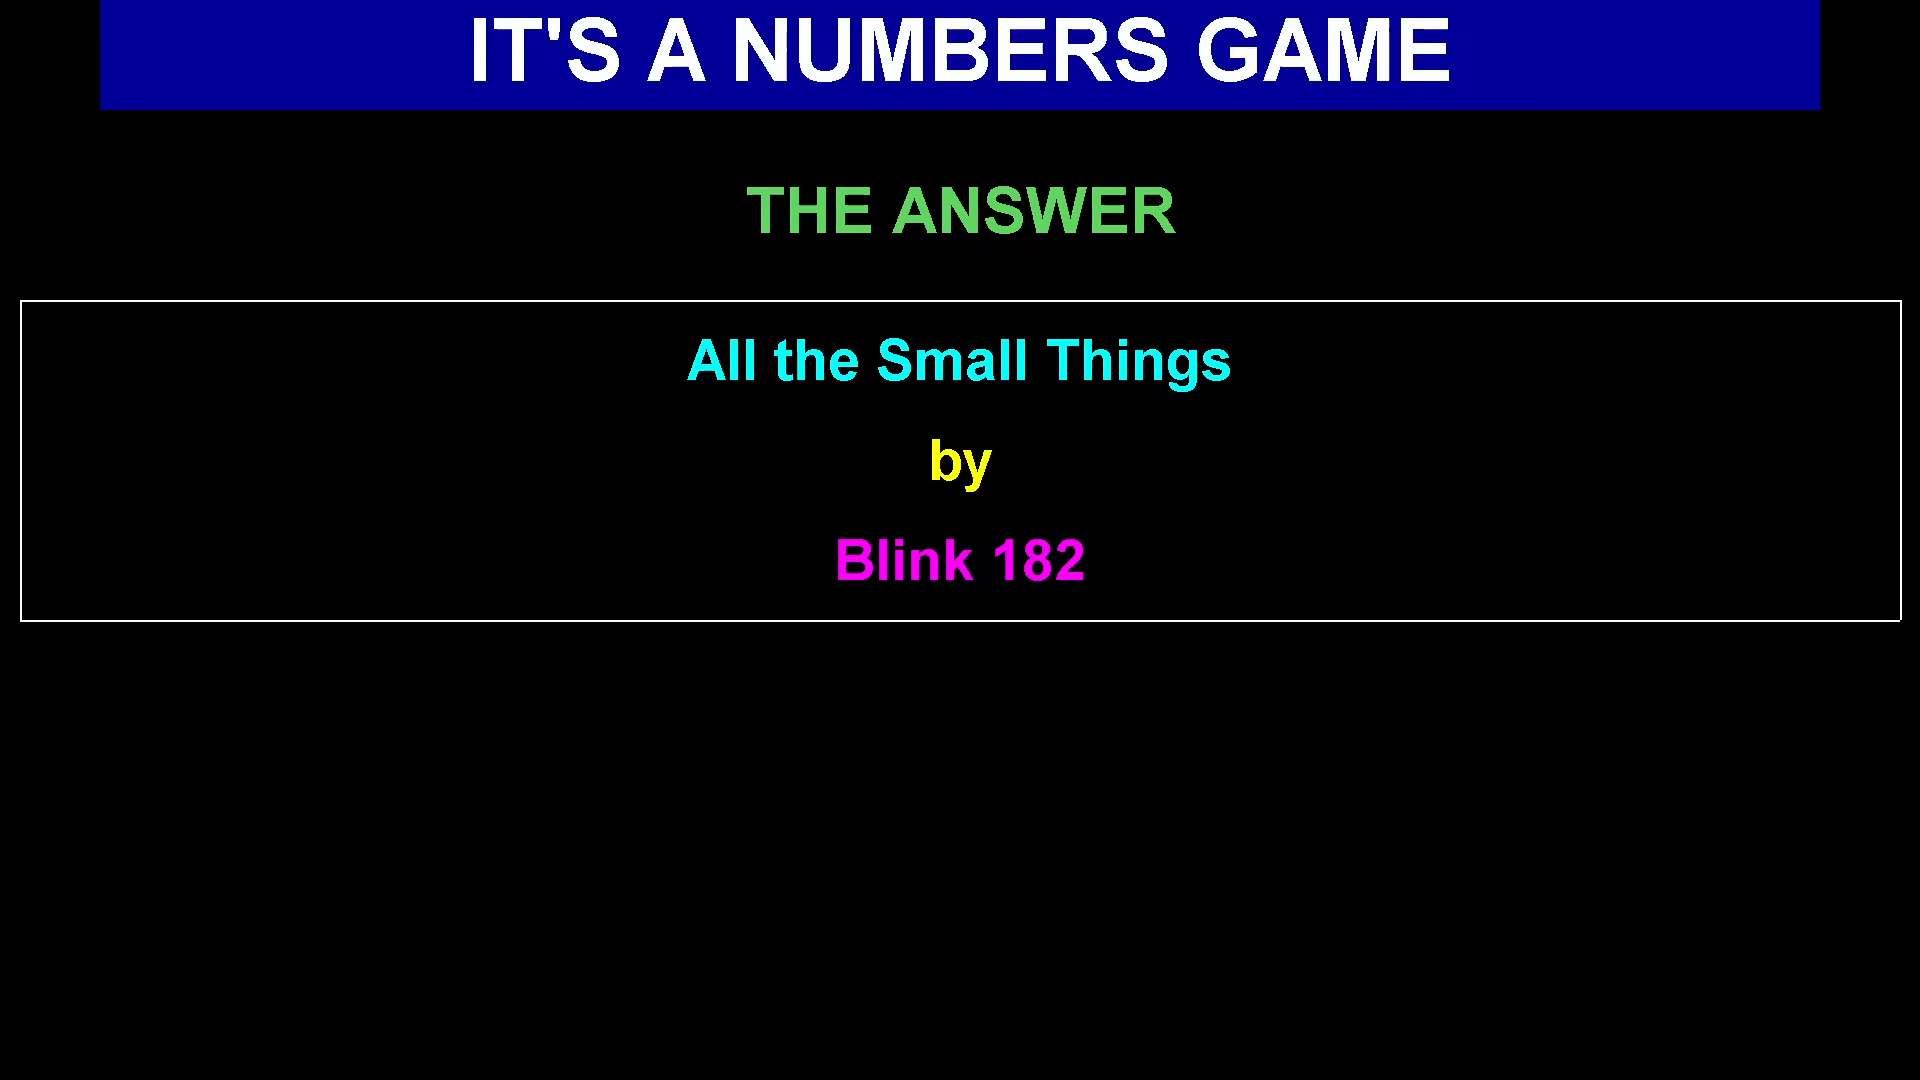 IT'S A NUMBERS GAME
THE ANSWER
All the Small Things
by
Blink 182